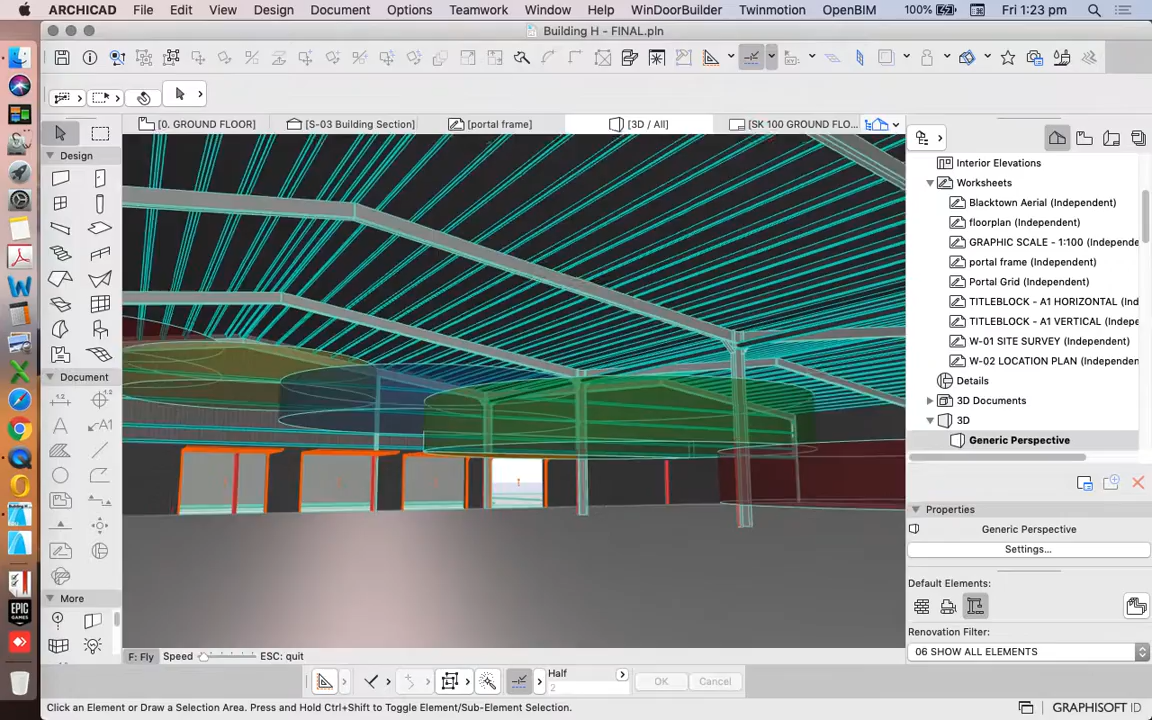 ARCHICAD File Edit View Design Document Options Teamwork Window Help WinDoorBuilder Twinmotion OpenBIM 100% Fri 1:23 pm
Building H - FINAL.pln
[0. GROUND FLOOR] [S-03 Building Section] [portal frame] [3D / All] [SK 100 GROUND FLO...
Design
Document
More
Interior Elevations
Worksheets
Blacktown Aerial (Independent)
floorplan (Independent)
GRAPHIC SCALE - 1:100 (Independe
portal frame (Independent)
Portal Grid (Independent)
TITLEBLOCK - A1 HORIZONTAL (Ind
TITLEBLOCK - A1 VERTICAL (Indepe
W-01 SITE SURVEY (Independent)
W-02 LOCATION PLAN (Independen
Details
3D Documents
3D
Generic Perspective
Properties
Generic Perspective
Settings...
Default Elements:
Renovation Filter:
06 SHOW ALL ELEMENTS
F: Fly Speed ESC: quit
Half
2
OK Cancel
Click an Element or Draw a Selection Area. Press and Hold Ctrl+Shift to Toggle Element/Sub-Element Selection.
GRAPHISOFT ID